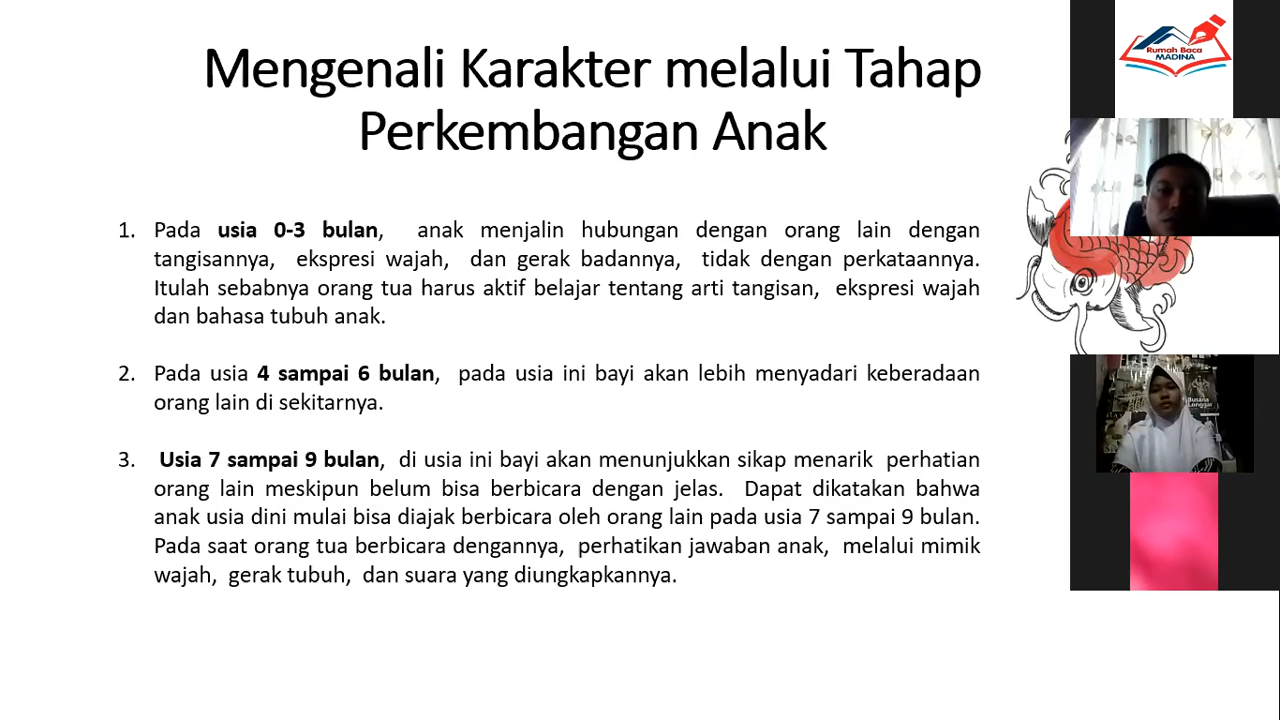 Mengenali Karakter melalui Tahap
Perkembangan Anak
1. Pada usia 0-3 bulan, anak menjalin hubungan dengan orang lain dengan
tangisannya, ekspresi wajah, dan gerak badannya, tidak dengan perkataannya.
Itulah sebabnya orang tua harus aktif belajar tentang arti tangisan, ekspresi wajah
dan bahasa tubuh anak.
2. Pada usia 4 sampai 6 bulan, pada usia ini bayi akan lebih menyadari keberadaan
orang lain di sekitarnya.
3. Usia 7 sampai 9 bulan, di usia ini bayi akan menunjukkan sikap menarik perhatian
orang lain meskipun belum bisa berbicara dengan jelas. Dapat dikatakan bahwa
anak usia dini mulai bisa diajak berbicara oleh orang lain pada usia 7 sampai 9 bulan.
Pada saat orang tua berbicara dengannya, perhatikan jawaban anak, melalui mimik
wajah, gerak tubuh, dan suara yang diungkapkannya.
Rumah Baca
MADINA
Busana
Longgar